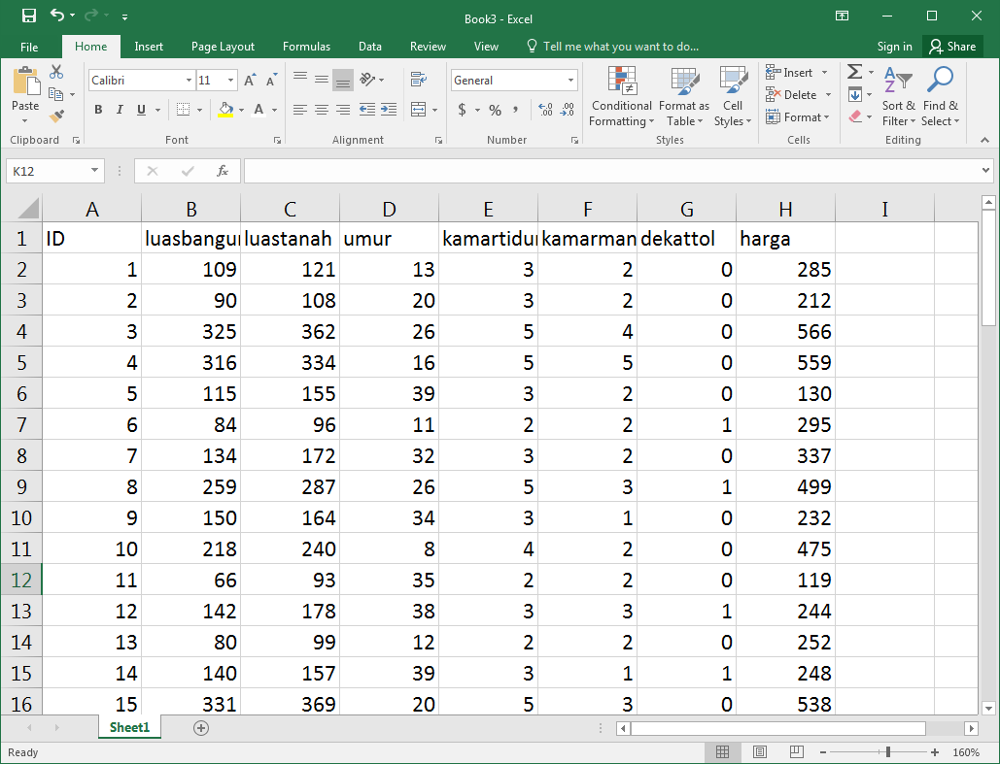 Book3 - Excel
File Home Insert Page Layout Formulas Data Review View Tell me what you want to do... Sign in Share
Paste Calibri 11 General Conditional Formatting Format as Table Cell Styles Insert Delete Format Sort & Filter Find & Select
Clipboard Font Alignment Number Styles Cells Editing
K12 fx
A B C D E F G H I
1 ID luasbangun luastanah umur kamartidur kamarman dekattol harga
2 1 109 121 13 3 2 0 285
3 2 90 108 20 3 2 0 212
4 3 325 362 26 5 4 0 566
5 4 316 334 16 5 5 0 559
6 5 115 155 39 3 2 0 130
7 6 84 96 11 2 2 1 295
8 7 134 172 32 3 2 0 337
9 8 259 287 26 5 3 1 499
10 9 150 164 34 3 1 0 232
11 10 218 240 8 4 2 0 475
12 11 66 93 35 2 2 0 119
13 12 142 178 38 3 3 1 244
14 13 80 99 12 2 2 0 252
15 14 140 157 39 3 1 1 248
16 15 331 369 20 5 3 0 538
Sheet1
Ready 160%